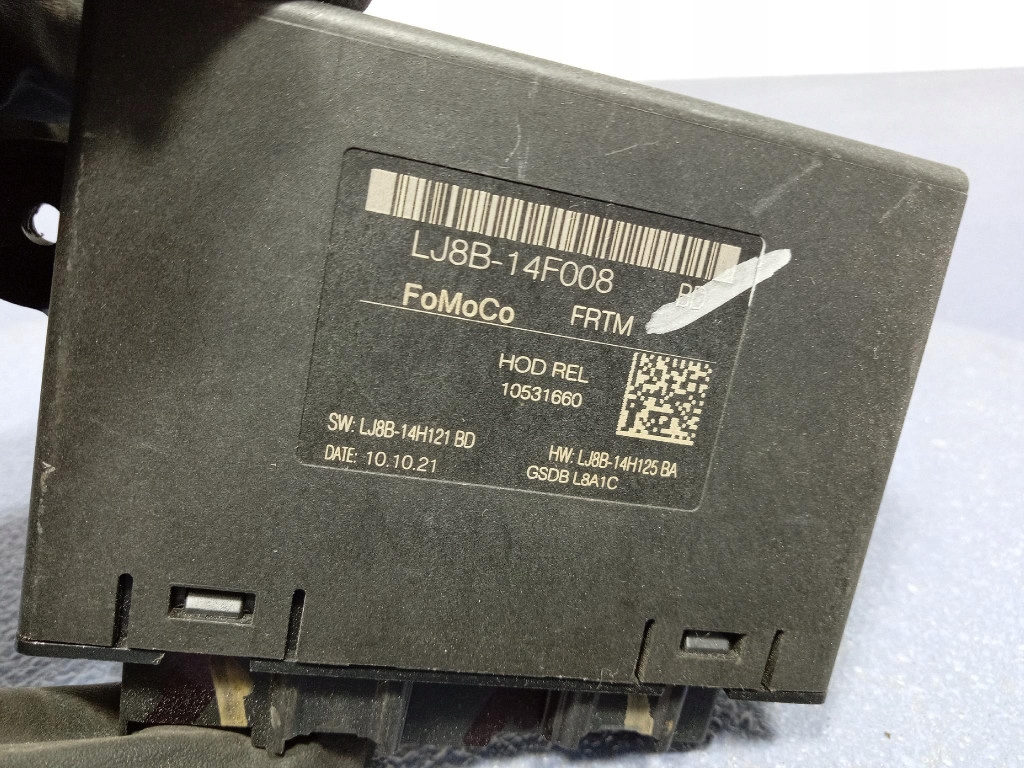 LJ8B-14F008
BD
FoMoCo FRTM
HOD REL
10531660
SW: LJ8B-14H121 BD
HW: LJ8B-14H125 BA
DATE: 10.10.21
GSDB L8A1C